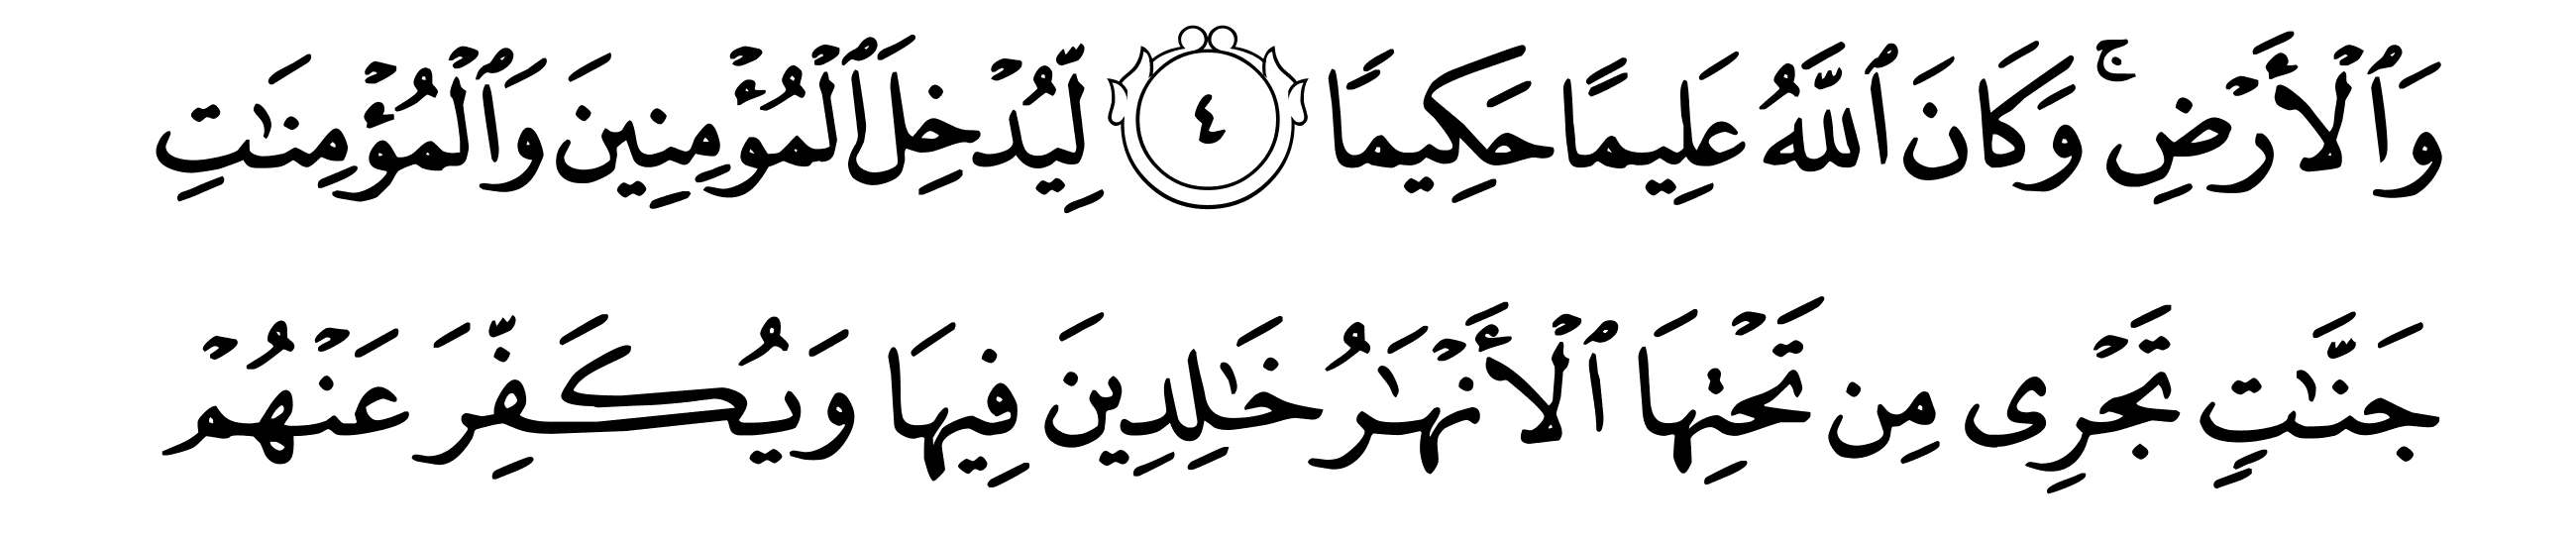 وَٱلْأَرْضِ ۚ وَكَانَ ٱللَّهُ عَلِيمًا حَكِيمًا ٤ لِّيُدْخِلَ ٱلْمُؤْمِنِينَ وَٱلْمُؤْمِنَٰتِ
جَنَّٰتٍ تَجْرِى مِن تَحْتِهَا ٱلْأَنْهَٰرُ خَٰلِدِينَ فِيهَا وَيُكَفِّرَ عَنْهُمْ